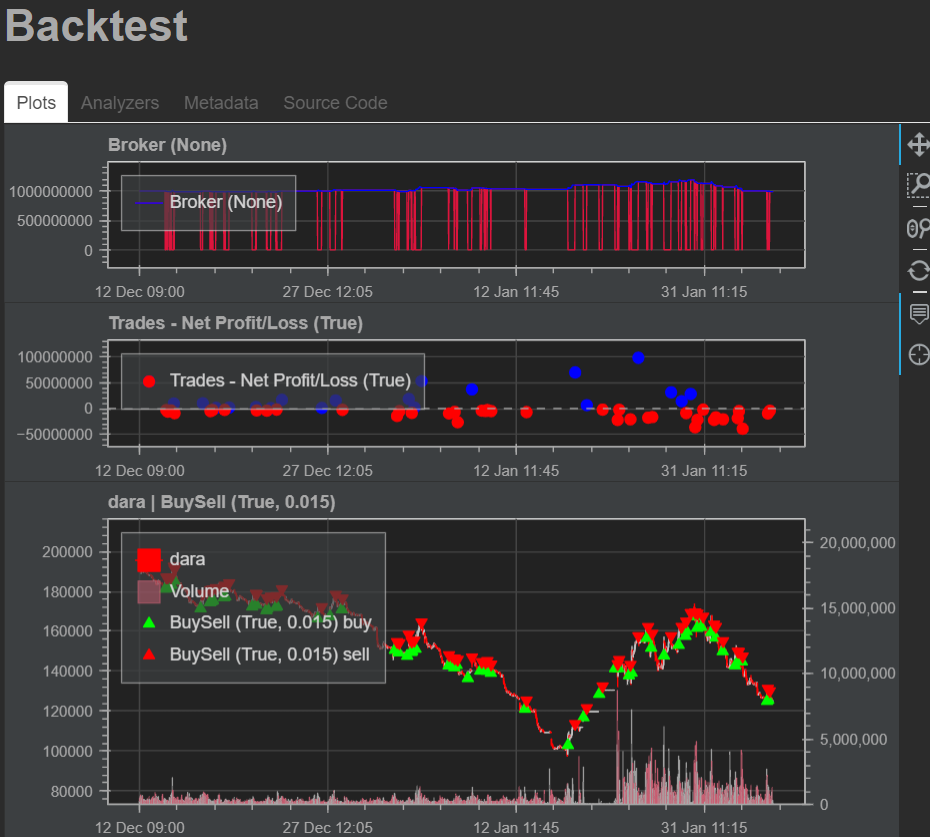 Backtest
Plots Analyzers Metadata Source Code
Broker (None)
1000000000
500000000
0
Broker (None)
12 Dec 09:00 27 Dec 12:05 12 Jan 11:45 31 Jan 11:15
Trades - Net Profit/Loss (True)
100000000
50000000
0
−50000000
Trades - Net Profit/Loss (True)
12 Dec 09:00 27 Dec 12:05 12 Jan 11:45 31 Jan 11:15
dara | BuySell (True, 0.015)
200000
180000
160000
140000
120000
100000
80000
dara
Volume
BuySell (True, 0.015) buy
BuySell (True, 0.015) sell
20,000,000
15,000,000
10,000,000
5,000,000
0
12 Dec 09:00 27 Dec 12:05 12 Jan 11:45 31 Jan 11:15